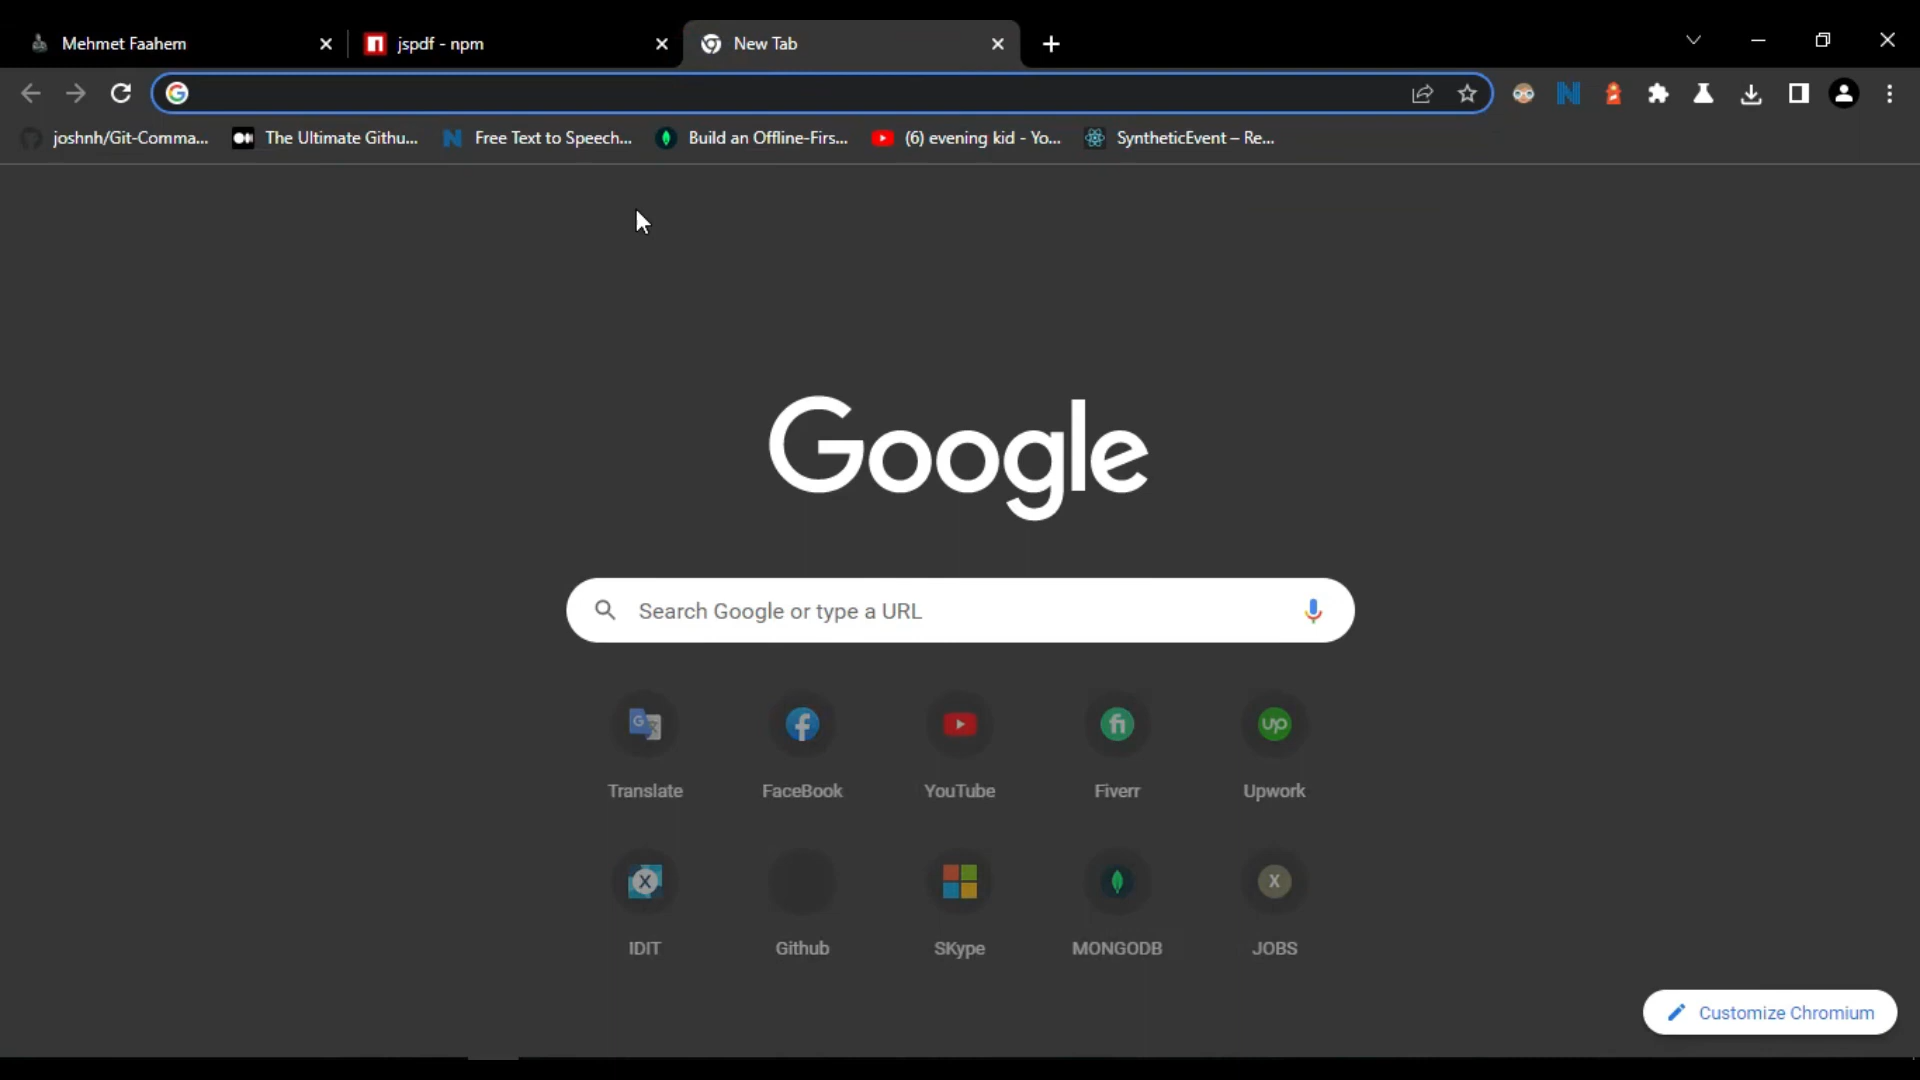 Mehmet Faahem
jspdf - npm
New Tab
joshnh/Git-Comma...
The Ultimate Githu...
Free Text to Speech...
Build an Offline-Firs...
(6) evening kid - Yo...
SyntheticEvent – Re...
Google
Search Google or type a URL
Translate
FaceBook
YouTube
Fiverr
Upwork
IDIT
Github
SKype
MONGODB
JOBS
Customize Chromium